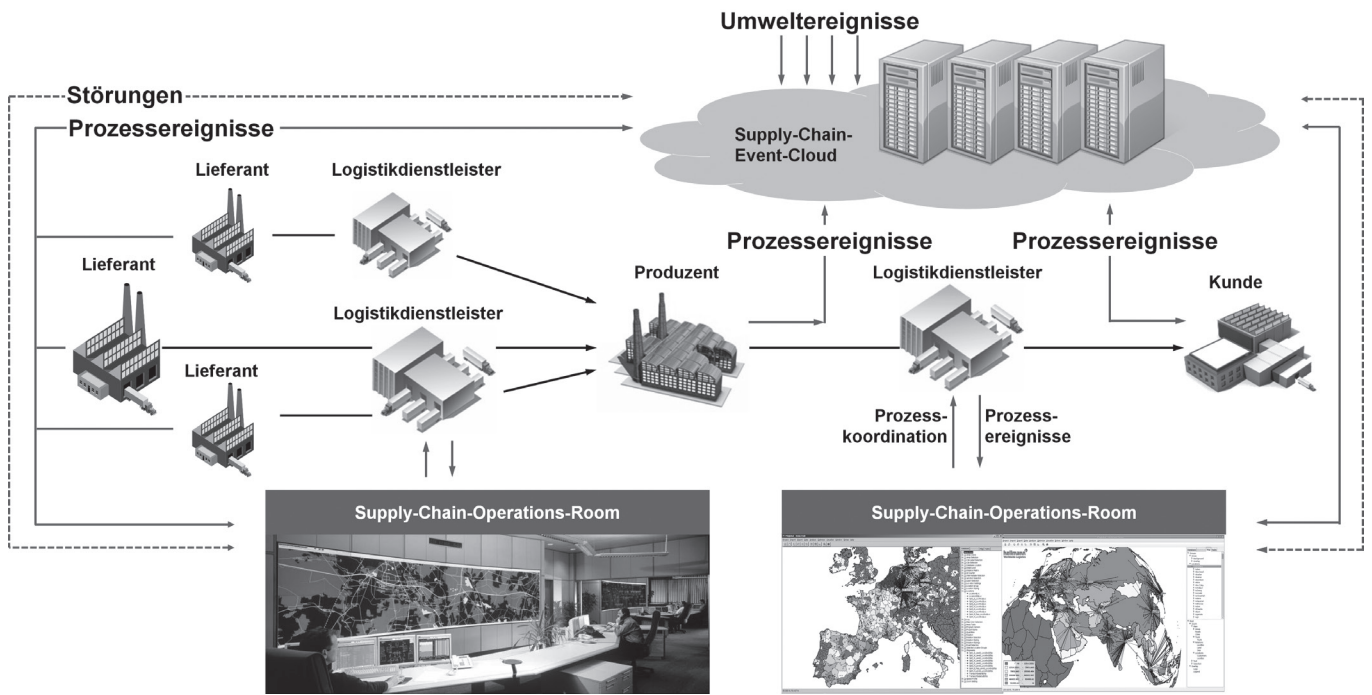 Umweltereignisse
Störungen
Prozessereignisse
Supply-Chain-
Event-Cloud
Lieferant
Logistikdienstleister
Prozessereignisse
Prozessereignisse
Lieferant
Produzent
Logistikdienstleister
Kunde
Logistikdienstleister
Lieferant
Prozess-
koordination
Prozess-
ereignisse
Supply-Chain-Operations-Room
Supply-Chain-Operations-Room
hellmann